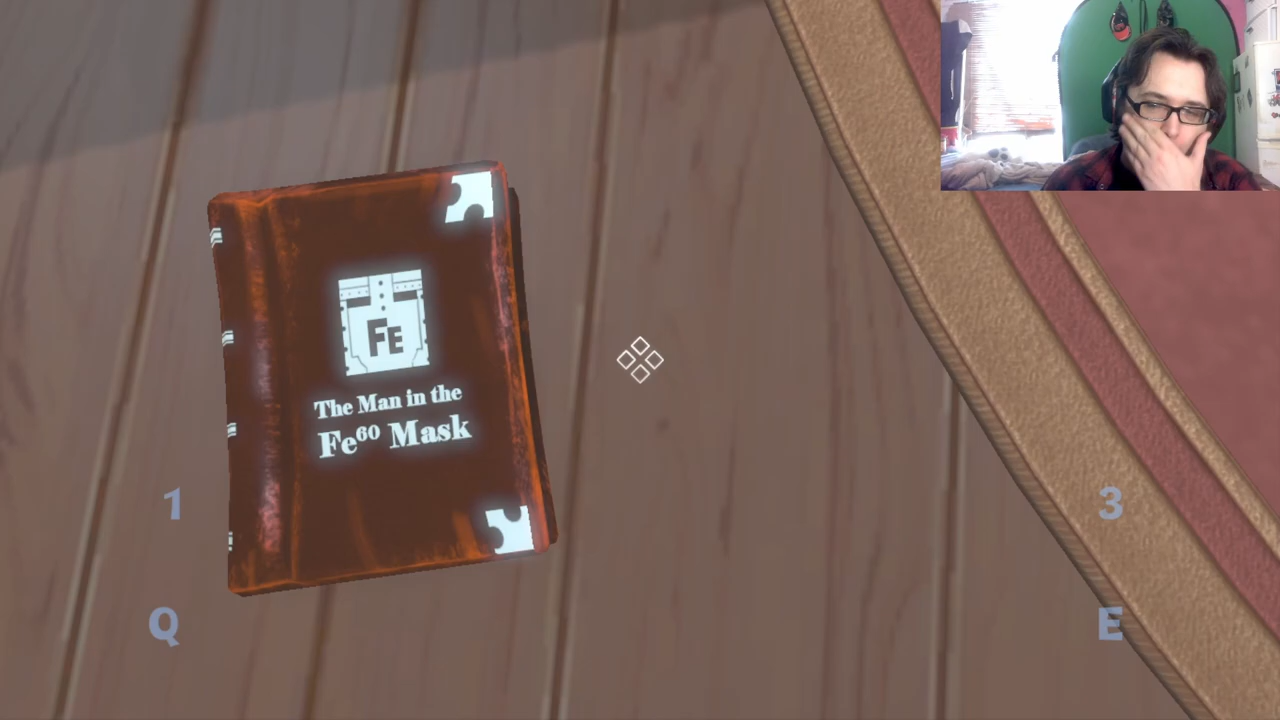 FE
The Man in the
Fe⁶⁰ Mask
1
3
Q
E